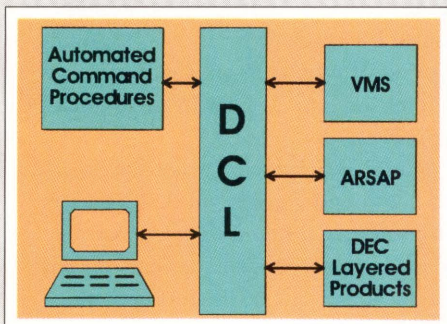 Automated
Command
Procedures
D
C
L
VMS
ARSAP
DEC
Layered
Products